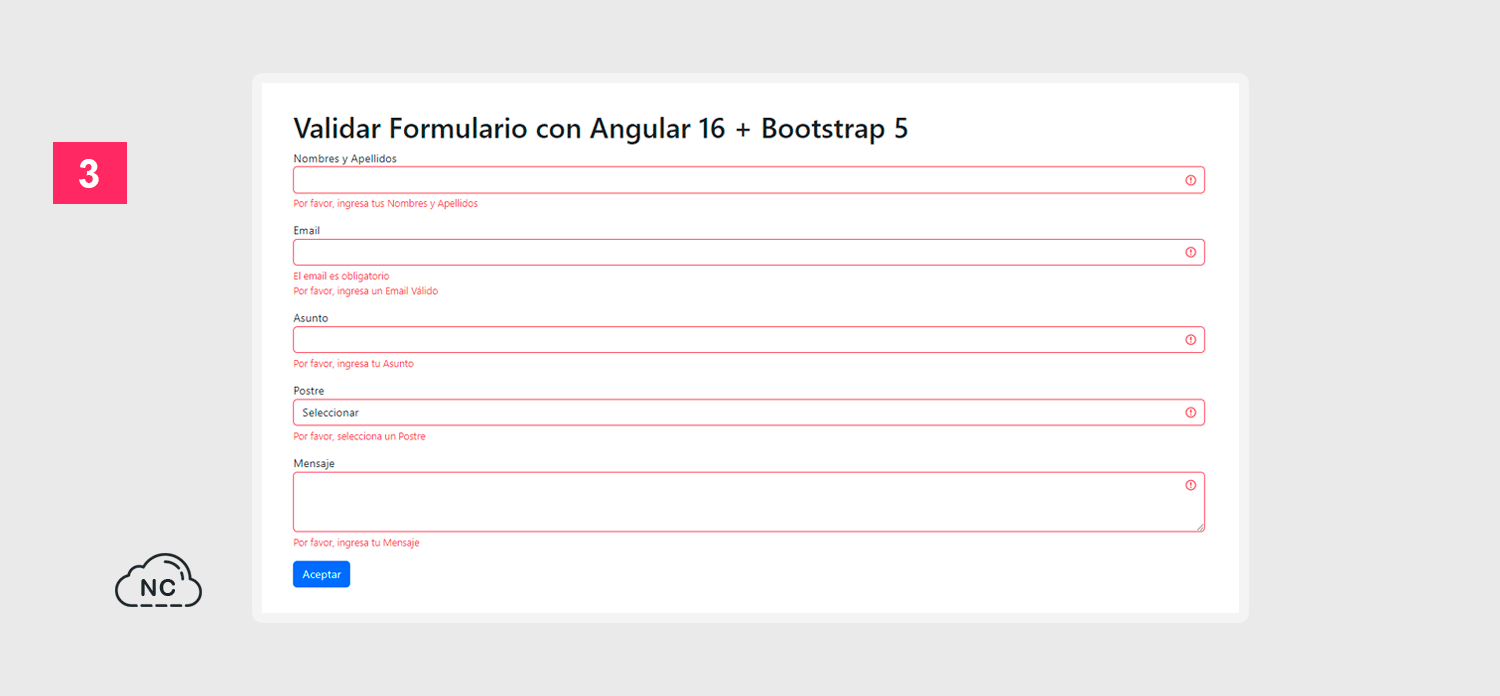 3
Validar Formulario con Angular 16 + Bootstrap 5
Nombres y Apellidos
Por favor, ingresa tus Nombres y Apellidos
Email
El email es obligatorio
Por favor, ingresa un Email Válido
Asunto
Por favor, ingresa tu Asunto
Postre
Seleccionar
Por favor, selecciona un Postre
Mensaje
Por favor, ingresa tu Mensaje
Aceptar
NC